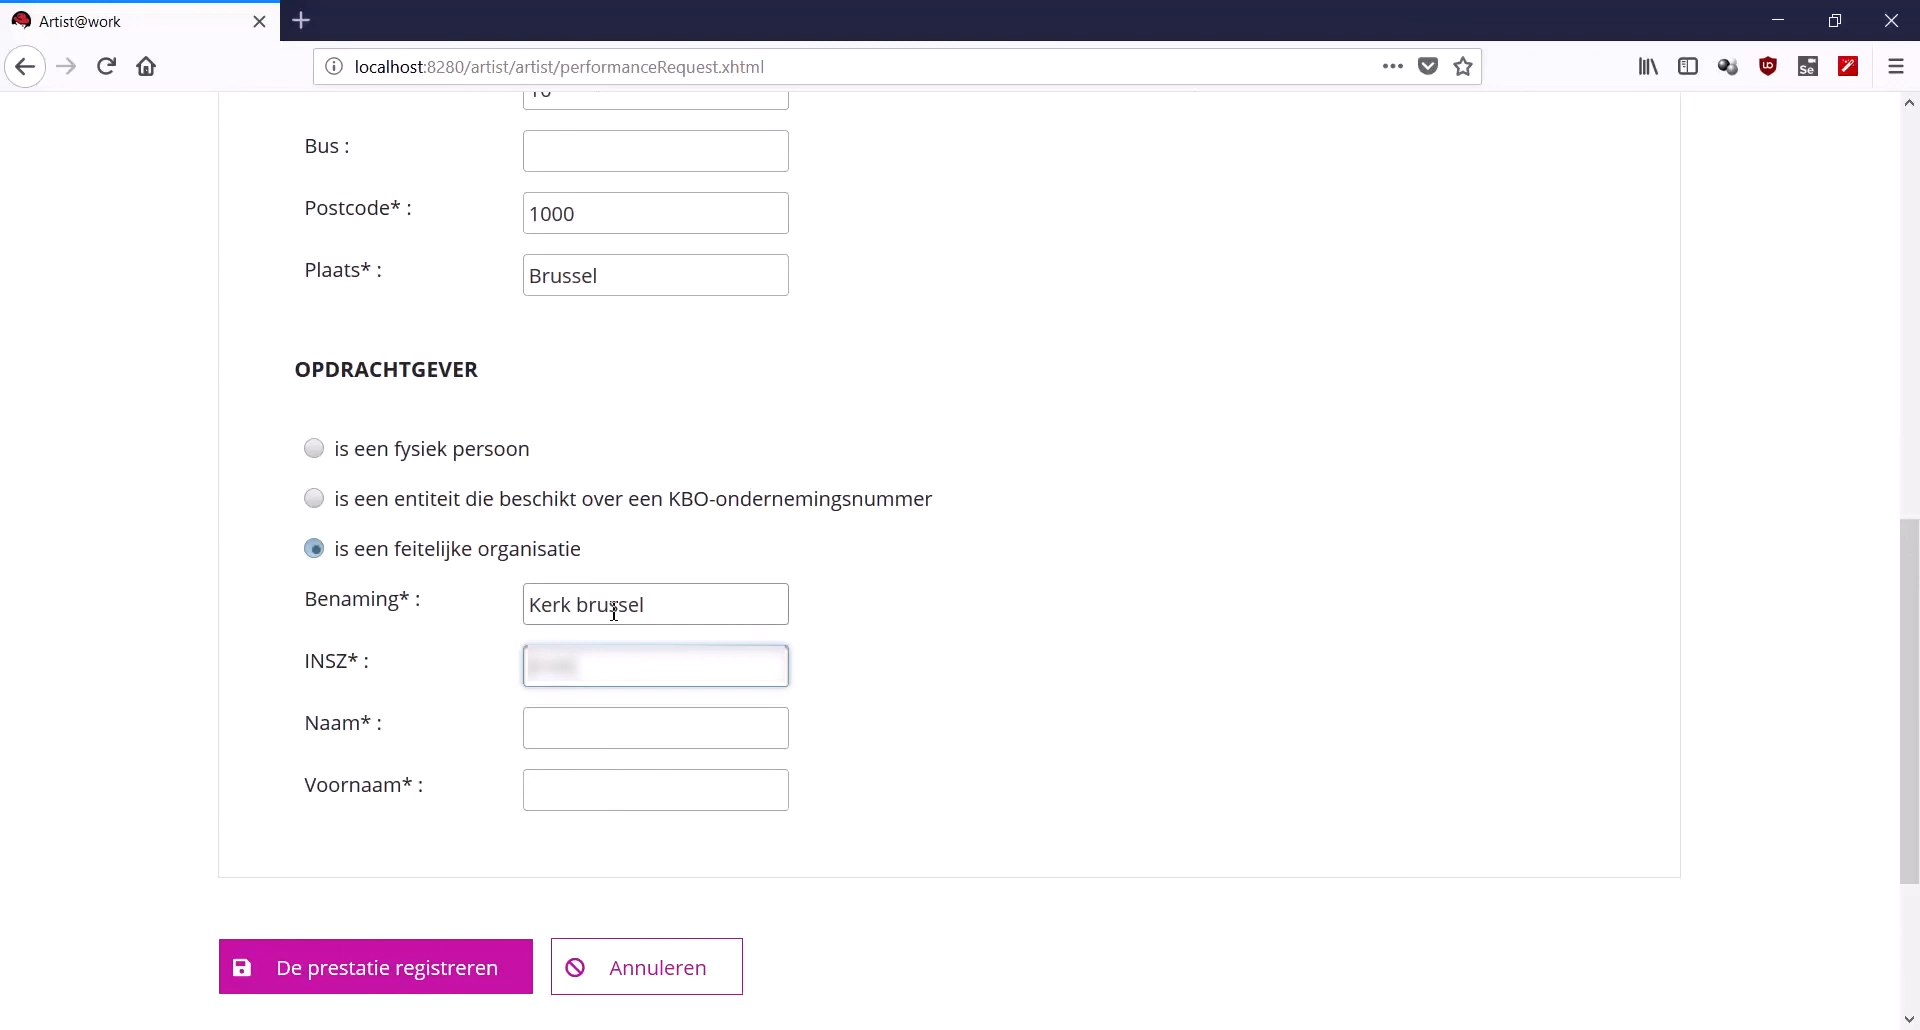 Artist@work
localhost:8280/artist/artist/performanceRequest.xhtml
Bus :
Postcode* :
1000
Plaats* :
Brussel
OPDRACHTGEVER
is een fysiek persoon
is een entiteit die beschikt over een KBO-ondernemingsnummer
is een feitelijke organisatie
Benaming* :
Kerk brussel
INSZ* :
Naam* :
Voornaam* :
De prestatie registreren
Annuleren